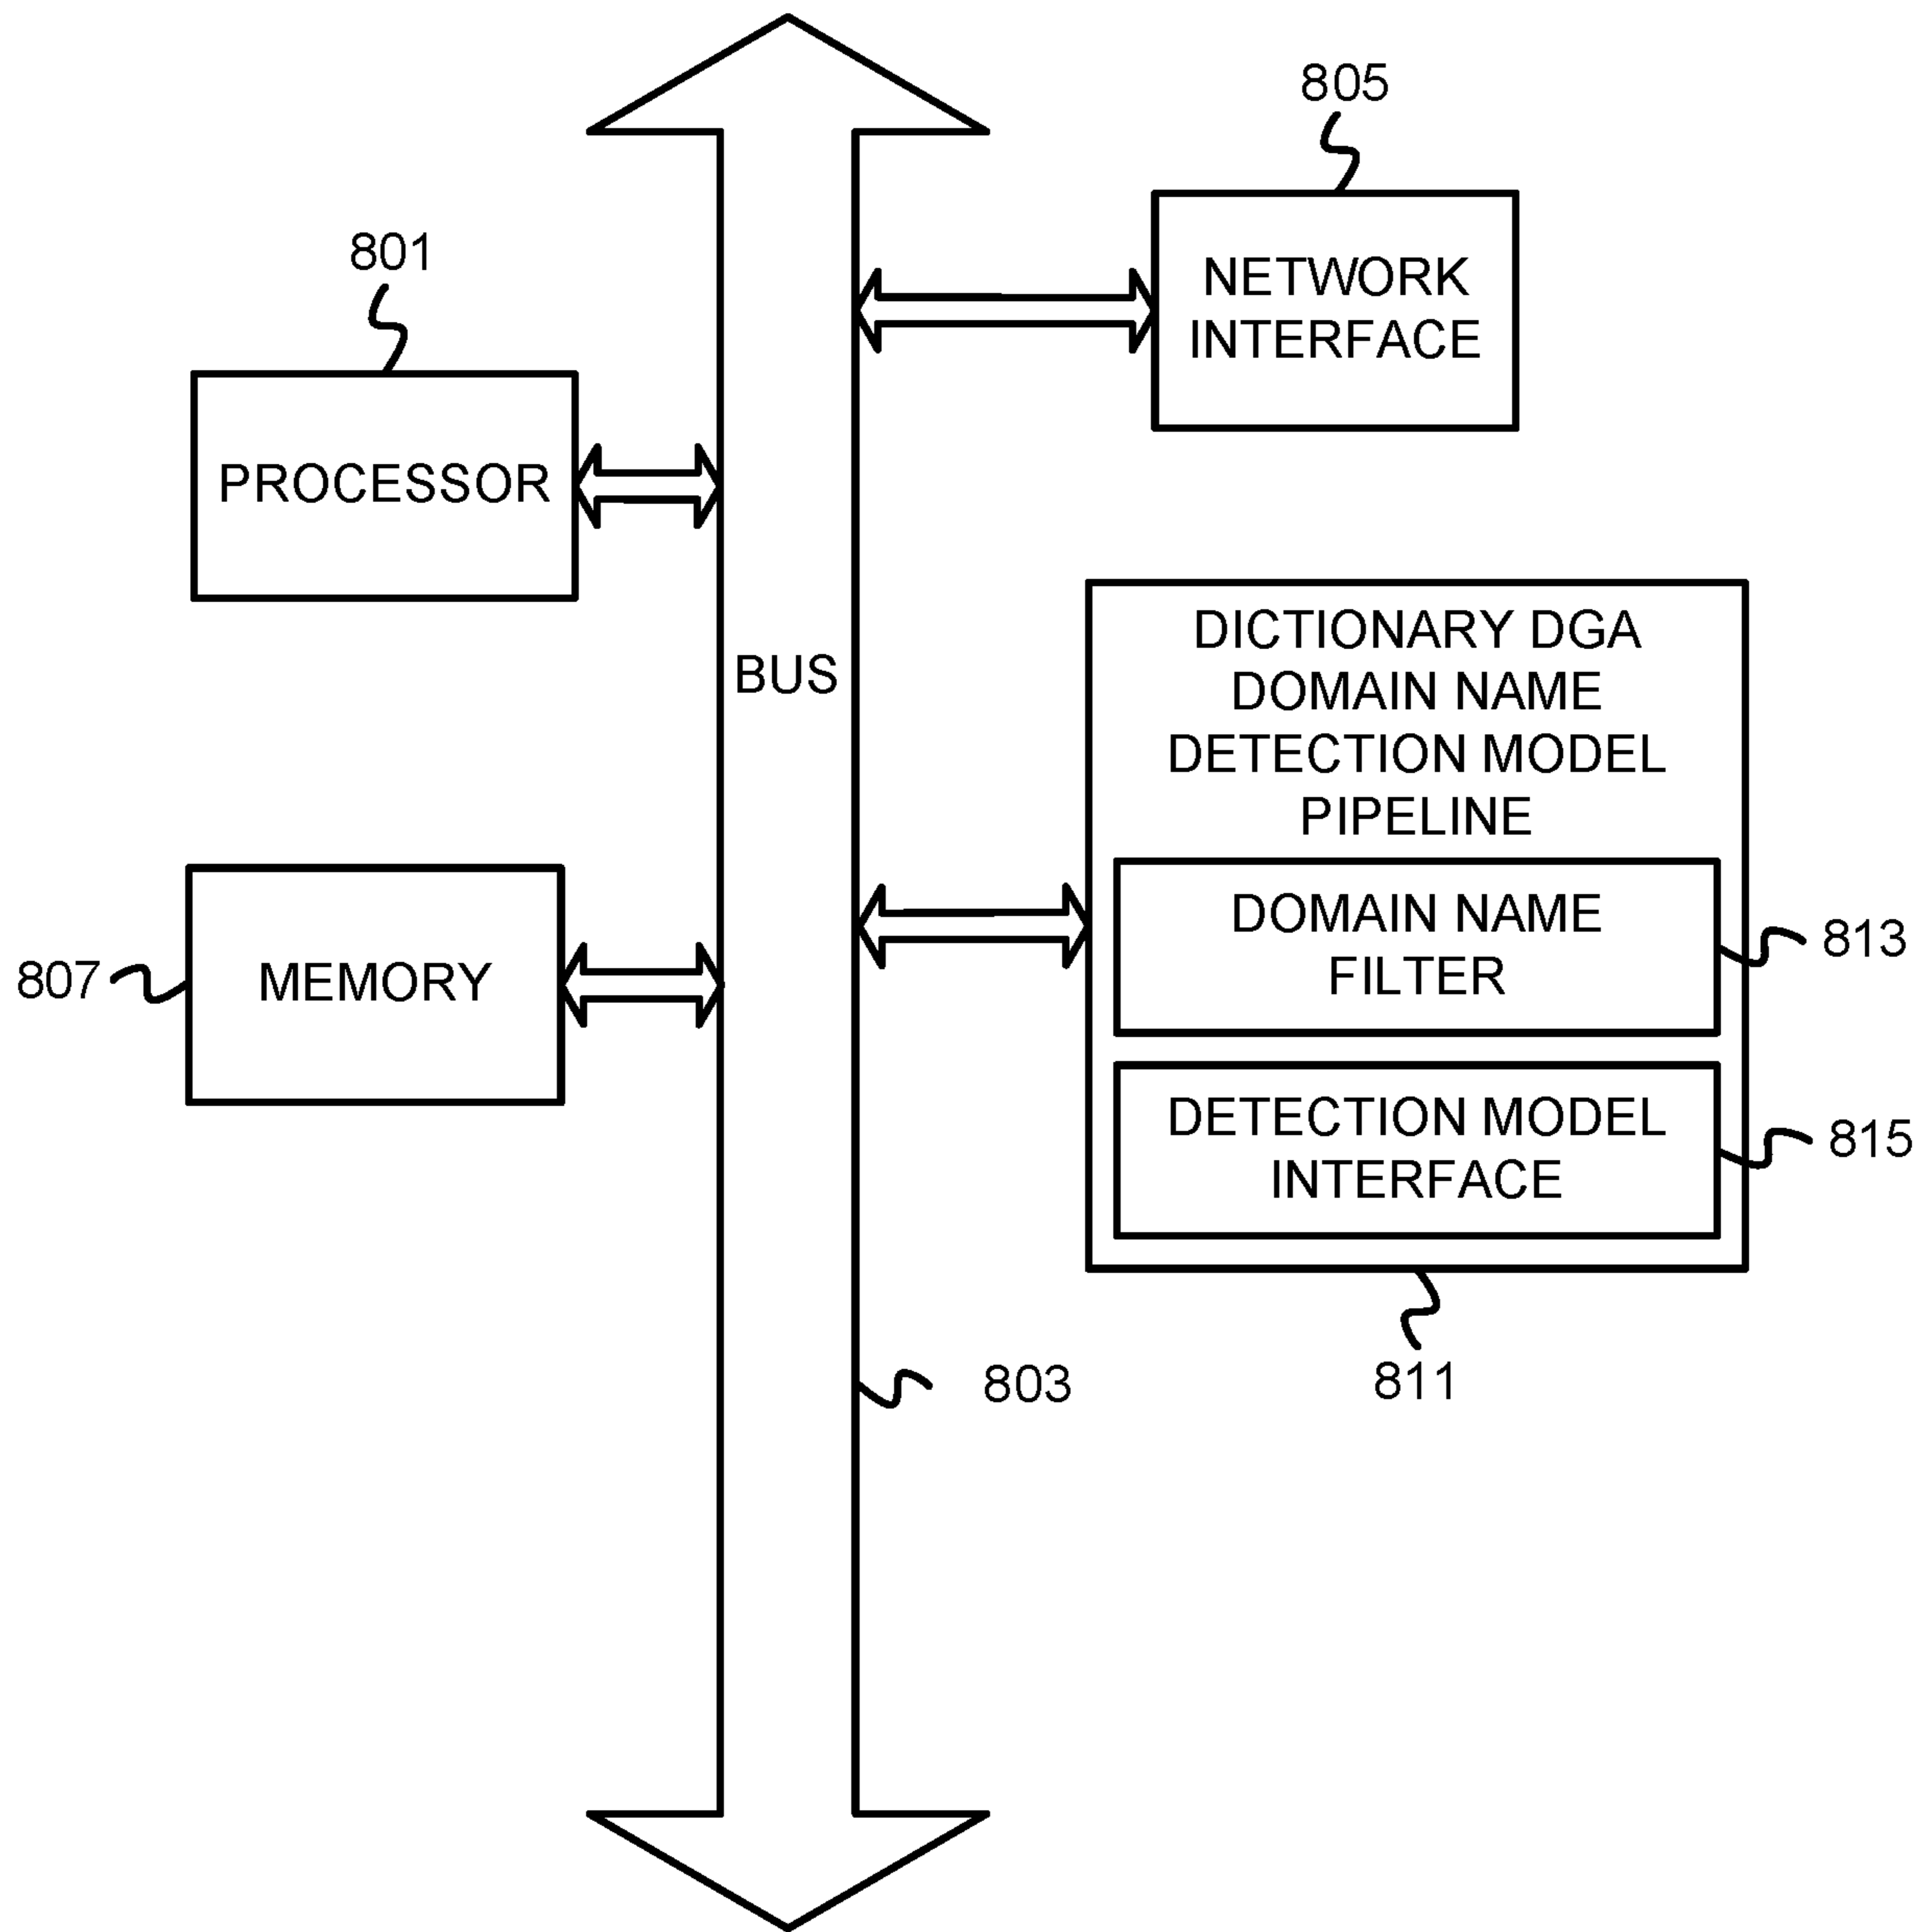 805
801
NETWORK
INTERFACE
PROCESSOR
BUS
DICTIONARY DGA
DOMAIN NAME
DETECTION MODEL
PIPELINE
DOMAIN NAME
FILTER
813
807
MEMORY
DETECTION MODEL
INTERFACE
815
803
811